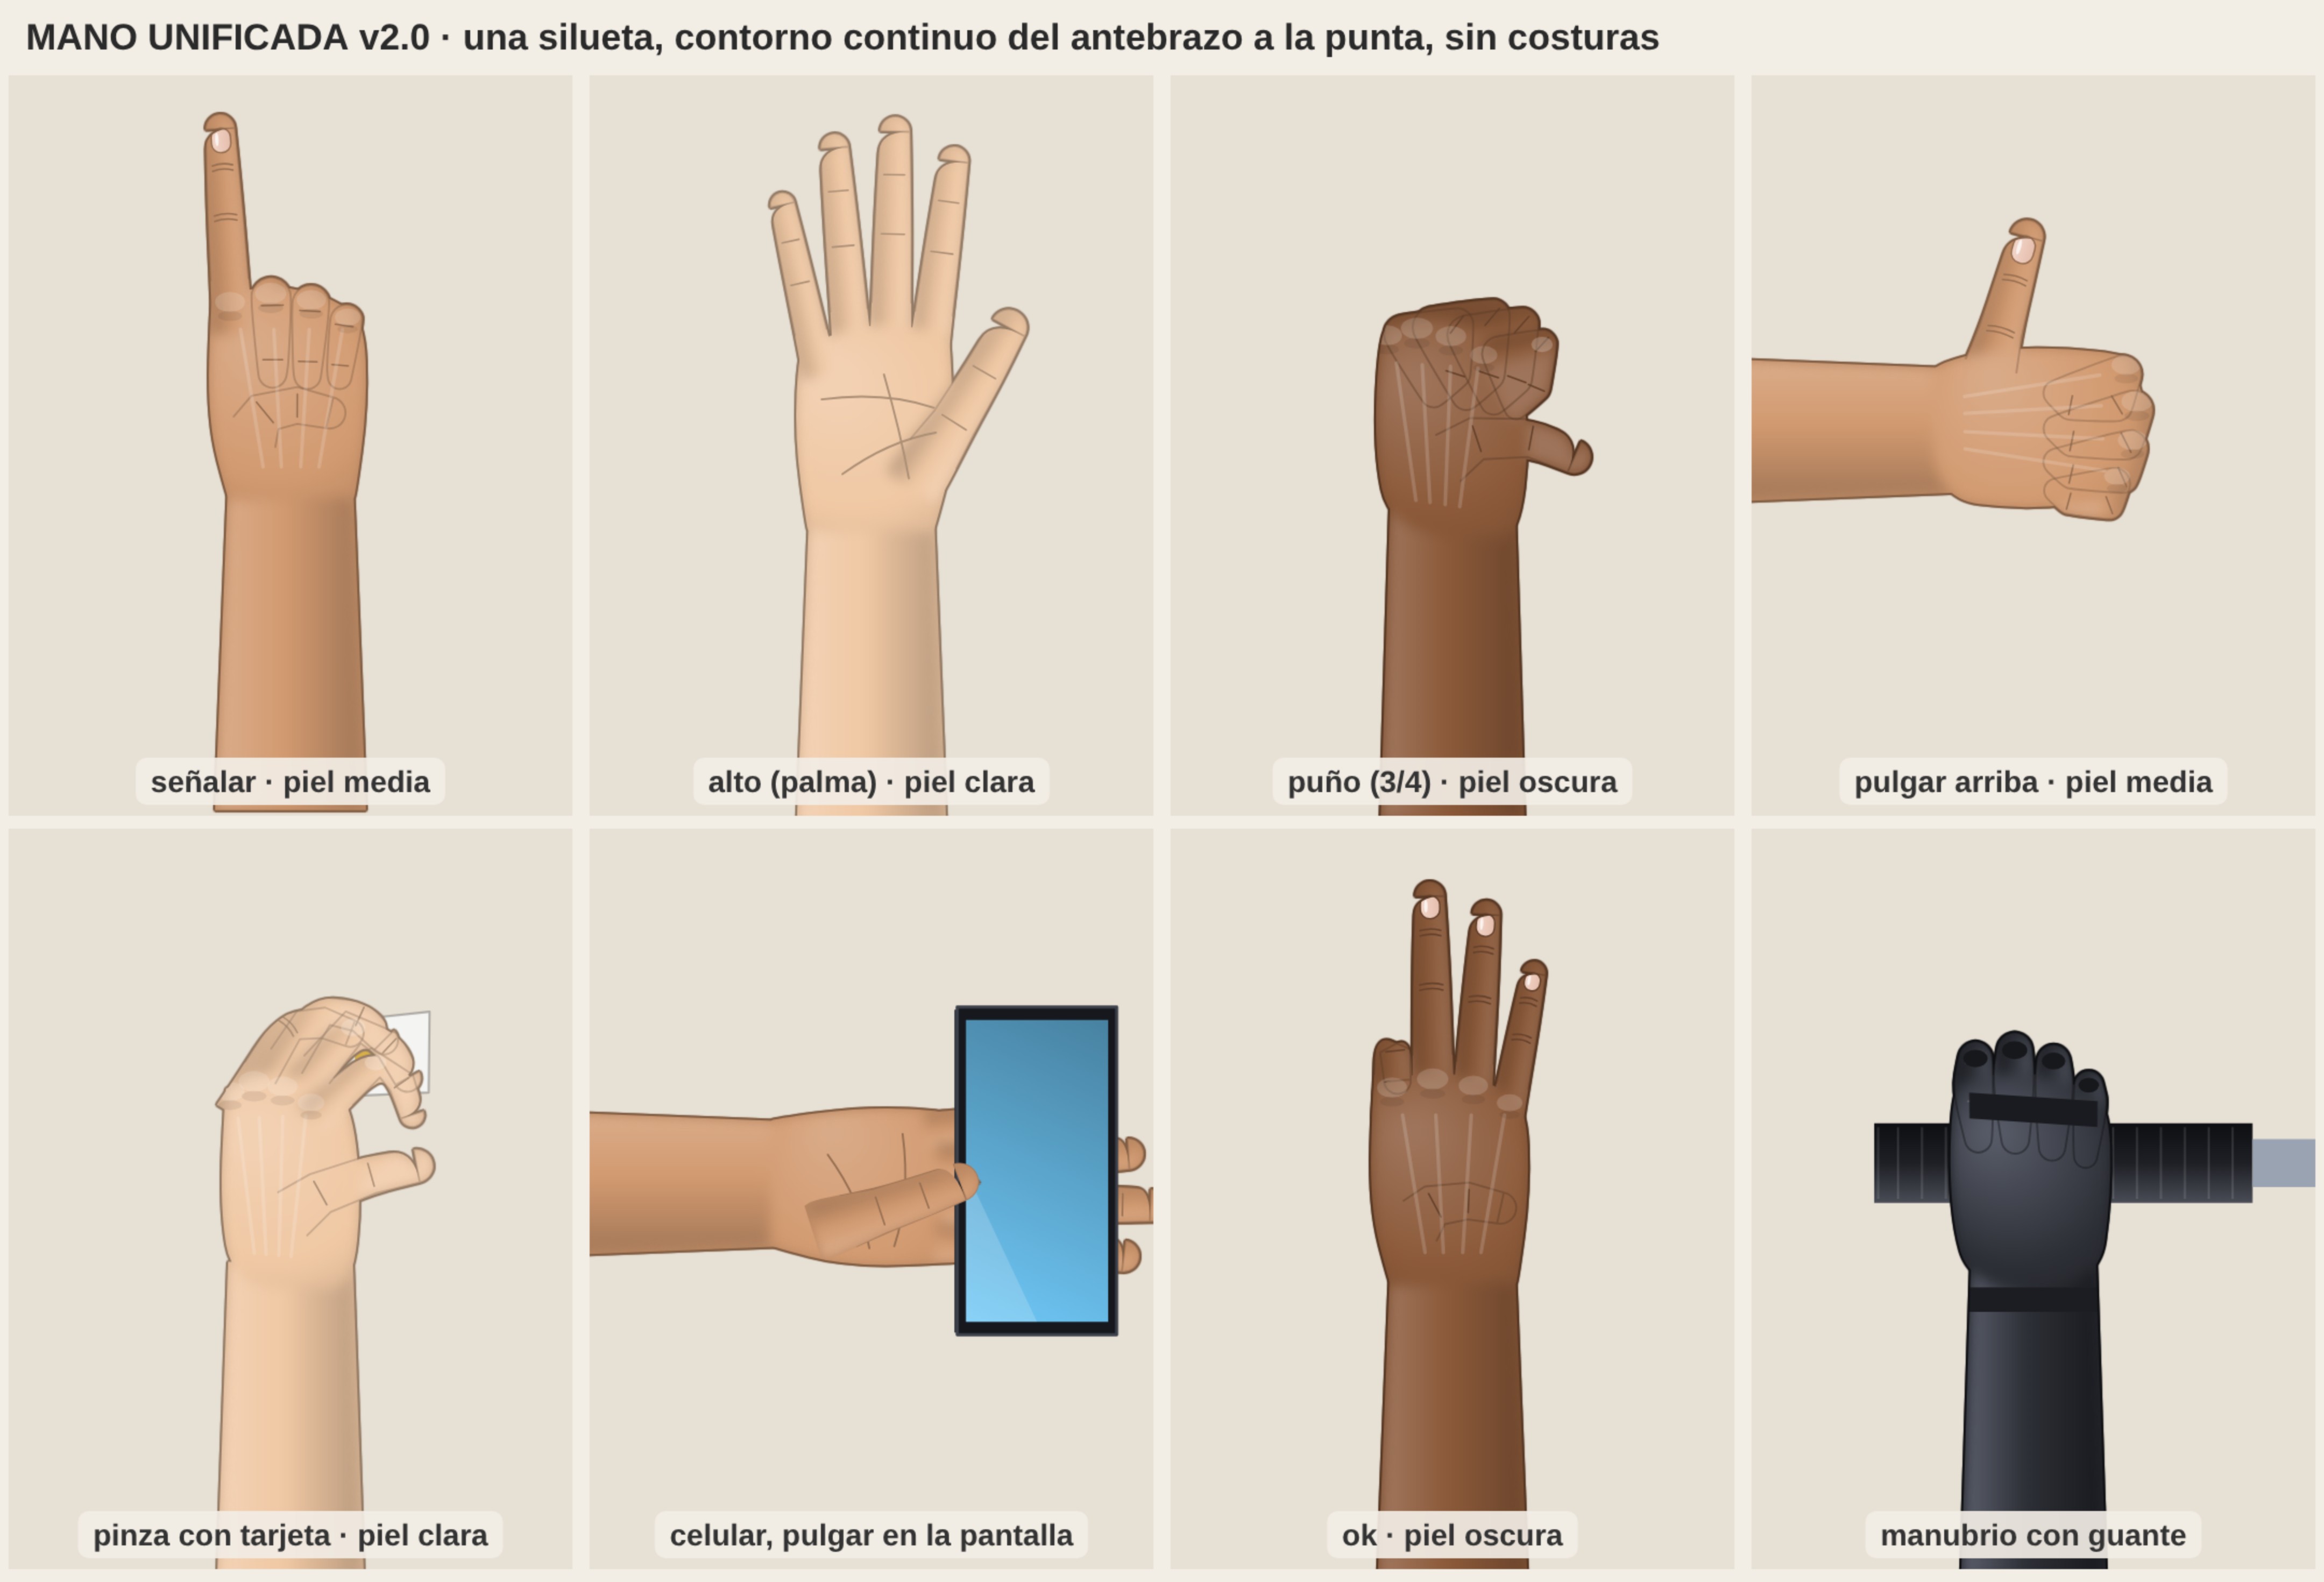 MANO UNIFICADA v2.0 · una silueta, contorno continuo del antebrazo a la punta, sin costuras
señalar · piel media
alto (palma) · piel clara
puño (3/4) · piel oscura
pulgar arriba · piel media
pinza con tarjeta · piel clara
celular, pulgar en la pantalla
ok · piel oscura
manubrio con guante